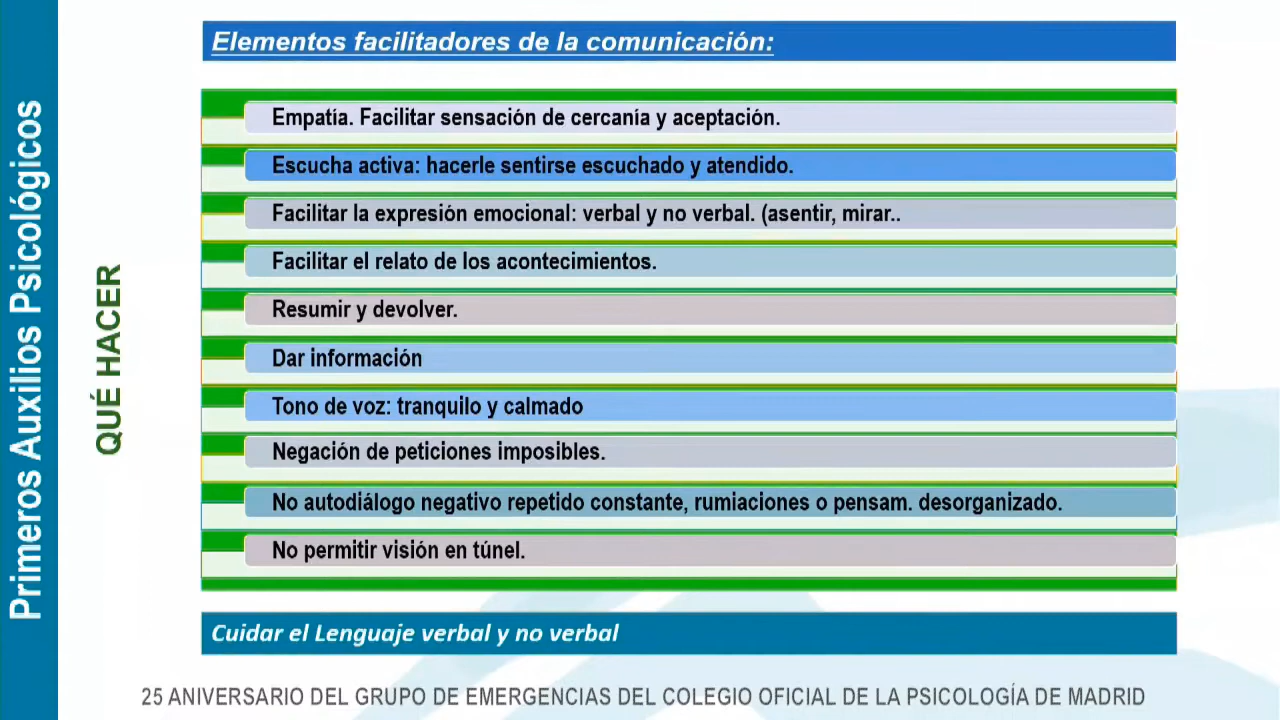 Primeros Auxilios Psicológicos
QUÉ HACER
Elementos facilitadores de la comunicación:
Empatía. Facilitar sensación de cercanía y aceptación.
Escucha activa: hacerle sentirse escuchado y atendido.
Facilitar la expresión emocional: verbal y no verbal. (asentir, mirar..
Facilitar el relato de los acontecimientos.
Resumir y devolver.
Dar información
Tono de voz: tranquilo y calmado
Negación de peticiones imposibles.
No autodiálogo negativo repetido constante, rumiaciones o pensam. desorganizado.
No permitir visión en túnel.
Cuidar el Lenguaje verbal y no verbal
25 ANIVERSARIO DEL GRUPO DE EMERGENCIAS DEL COLEGIO OFICIAL DE LA PSICOLOGÍA DE MADRID